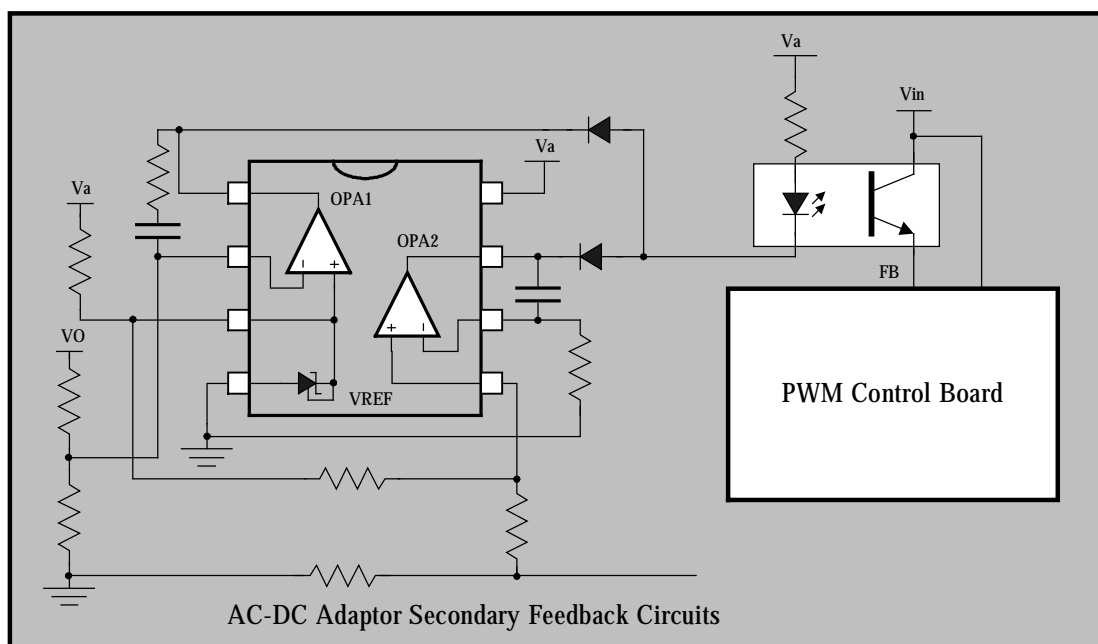 Va
Vin
Va
OPA1
Va
OPA2
FB
VO
VREF
PWM Control Board
AC-DC Adaptor Secondary Feedback Circuits